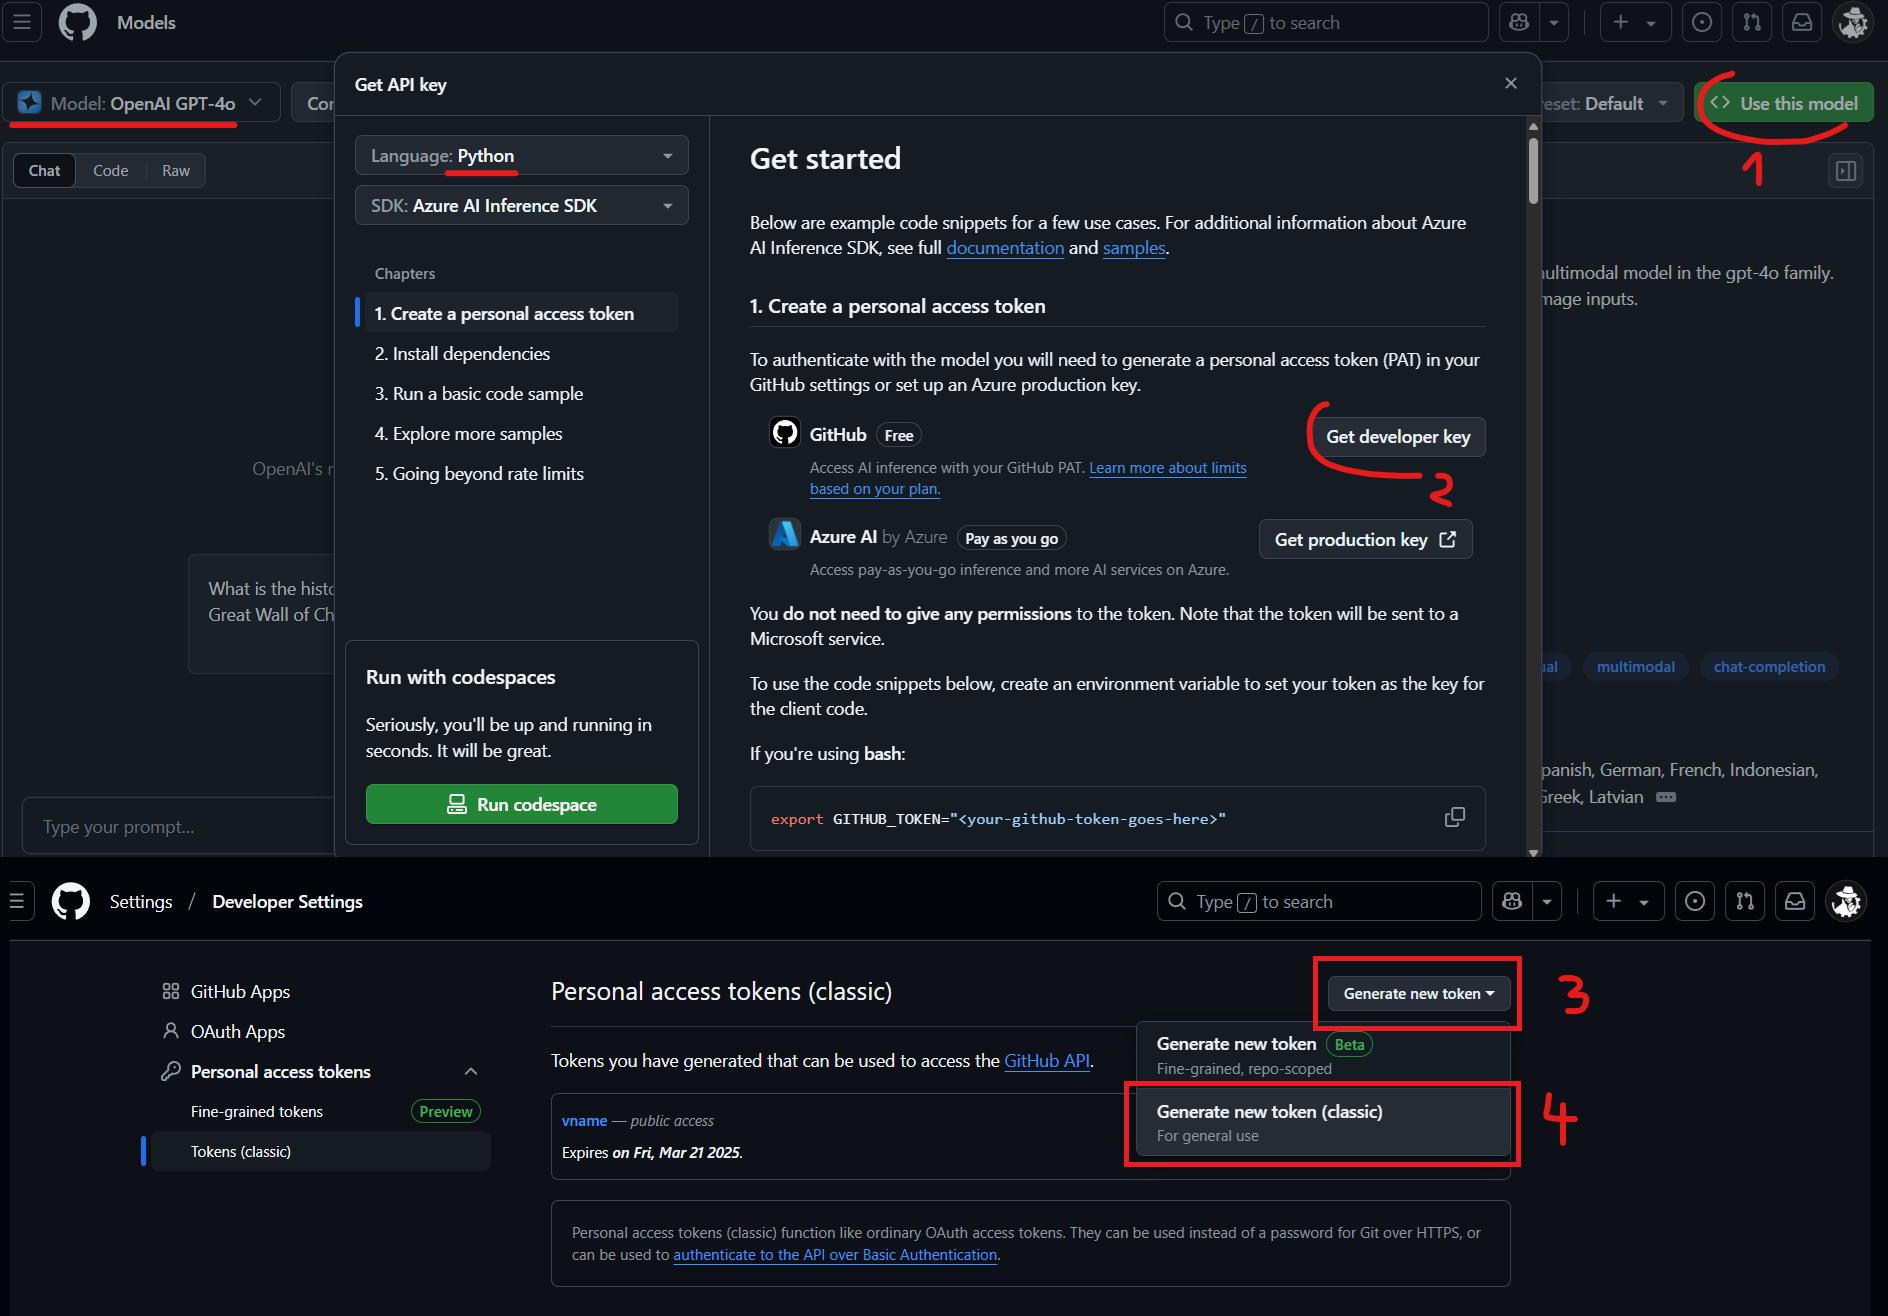 Models
Type / to search
Model: OpenAI GPT-4o
Con
Preset: Default
Use this model
1
Chat
Code
Raw
OpenAI's
What is the histo
Great Wall of Ch
Type your prompt...
Get API key
Language: Python
SDK: Azure AI Inference SDK
Chapters
1. Create a personal access token
2. Install dependencies
3. Run a basic code sample
4. Explore more samples
5. Going beyond rate limits
Run with codespaces
Seriously, you'll be up and running in
seconds. It will be great.
Run codespace
Get started
Below are example code snippets for a few use cases. For additional information about Azure
AI Inference SDK, see full documentation and samples.
1. Create a personal access token
To authenticate with the model you will need to generate a personal access token (PAT) in your
GitHub settings or set up an Azure production key.
GitHub Free
Get developer key
2
Access AI inference with your GitHub PAT. Learn more about limits
based on your plan.
Azure AI by Azure Pay as you go
Get production key
Access pay-as-you-go inference and more AI services on Azure.
You do not need to give any permissions to the token. Note that the token will be sent to a
Microsoft service.
To use the code snippets below, create an environment variable to set your token as the key for
the client code.
If you're using bash:
export GITHUB_TOKEN="<your-github-token-goes-here>"
ultimodal model in the gpt-4o family.
mage inputs.
ual
multimodal
chat-completion
panish, German, French, Indonesian,
Greek, Latvian
Settings / Developer Settings
Type / to search
GitHub Apps
OAuth Apps
Personal access tokens
Fine-grained tokens Preview
Tokens (classic)
Personal access tokens (classic)
Generate new token
3
Tokens you have generated that can be used to access the GitHub API.
Generate new token Beta
Fine-grained, repo-scoped
Generate new token (classic)
For general use
4
vname — public access
Expires on Fri, Mar 21 2025.
Personal access tokens (classic) function like ordinary OAuth access tokens. They can be used instead of a password for Git over HTTPS, or
can be used to authenticate to the API over Basic Authentication.